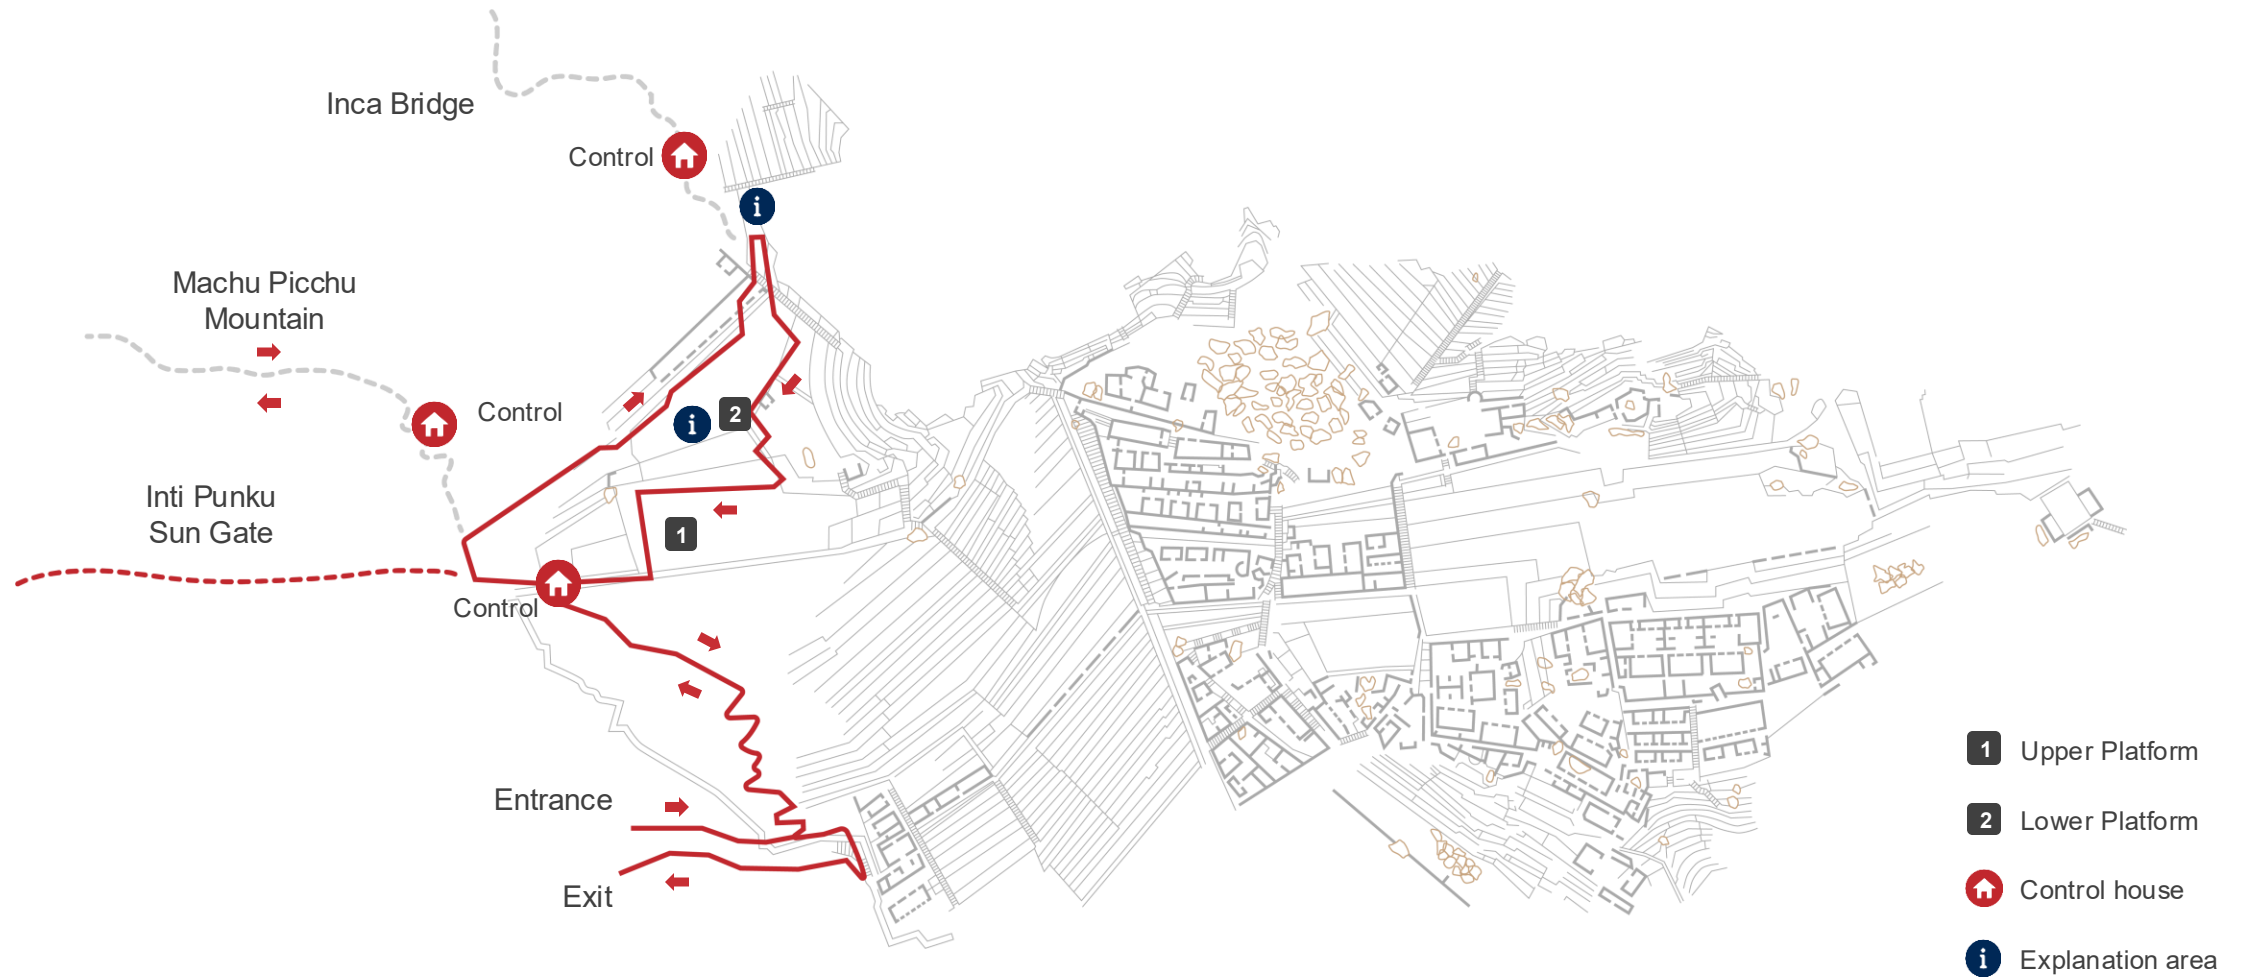 Inca Bridge
Control
i
Machu Picchu
Mountain
Control
i
2
Inti Punku
Sun Gate
1
Control
Entrance
Exit
1 Upper Platform
2 Lower Platform
Control house
i Explanation area